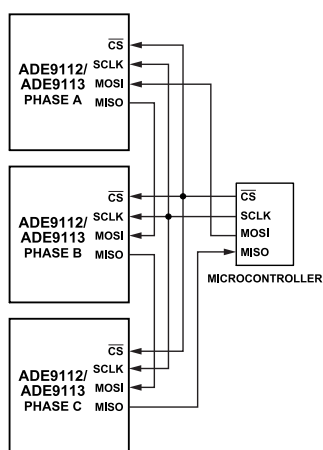 CS
ADE9112/
ADE9113
PHASE A
SCLK
MOSI
MISO
CS
ADE9112/
ADE9113
PHASE B
SCLK
MOSI
MISO
CS
SCLK
MOSI
MISO
MICROCONTROLLER
CS
ADE9112/
ADE9113
PHASE C
SCLK
MOSI
MISO